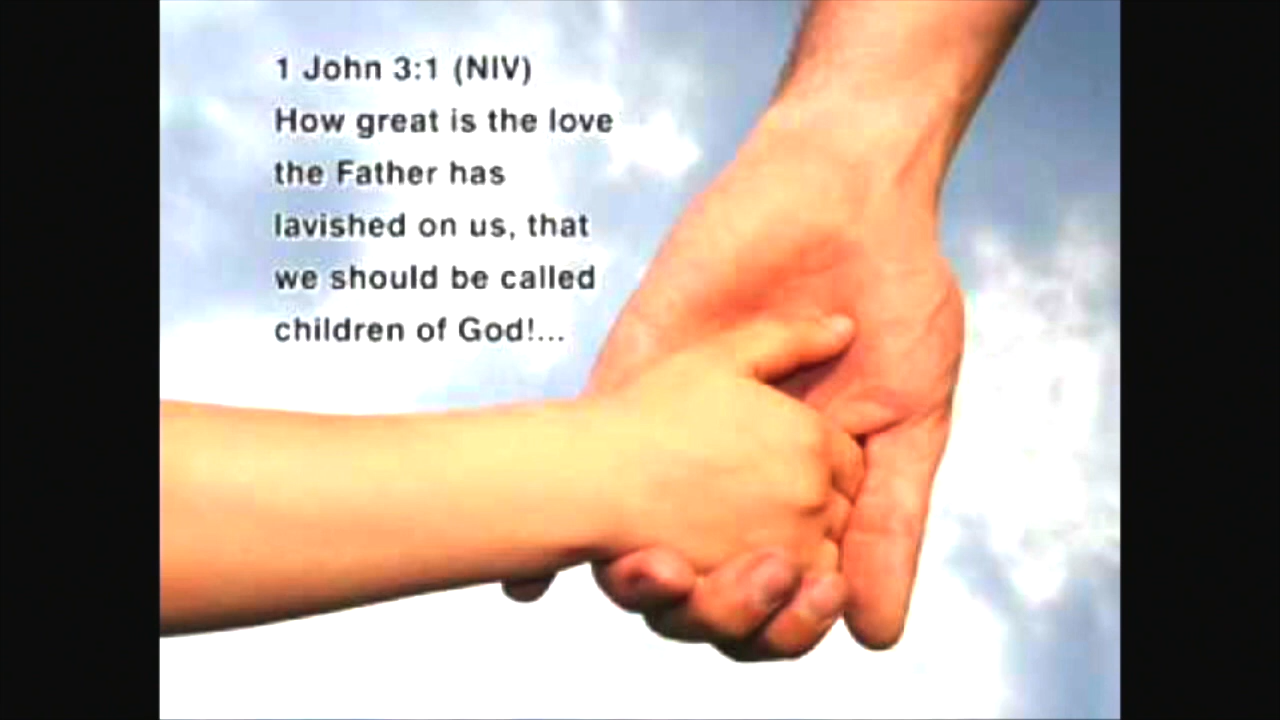 1 John 3:1 (NIV)
How great is the love
the Father has
lavished on us, that
we should be called
children of God!...